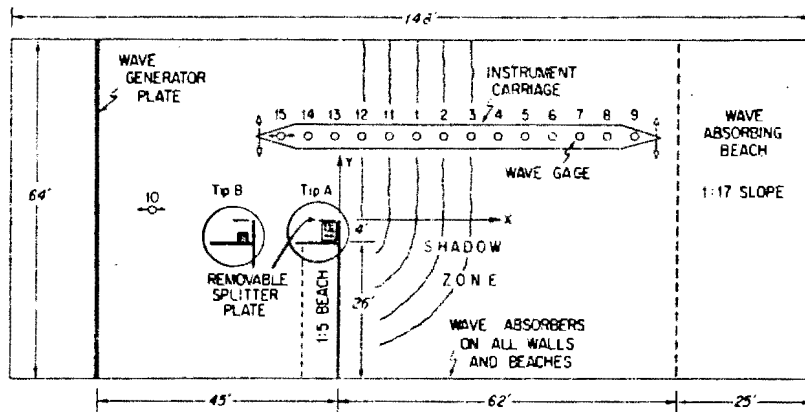 148'
WAVE
GENERATOR
PLATE
INSTRUMENT
CARRIAGE
15 14 13 12 11 1 2 3 4 5 6 7 8 9
WAVE
ABSORBING
BEACH
1:17 SLOPE
WAVE GAGE
64'
10
Tip B
Tip A
Y
X
4'
SHADOW
ZONE
REMOVABLE
SPLITTER
PLATE
1:5 BEACH
26'
WAVE ABSORBERS
ON ALL WALLS
AND BEACHES
45'
62'
25'